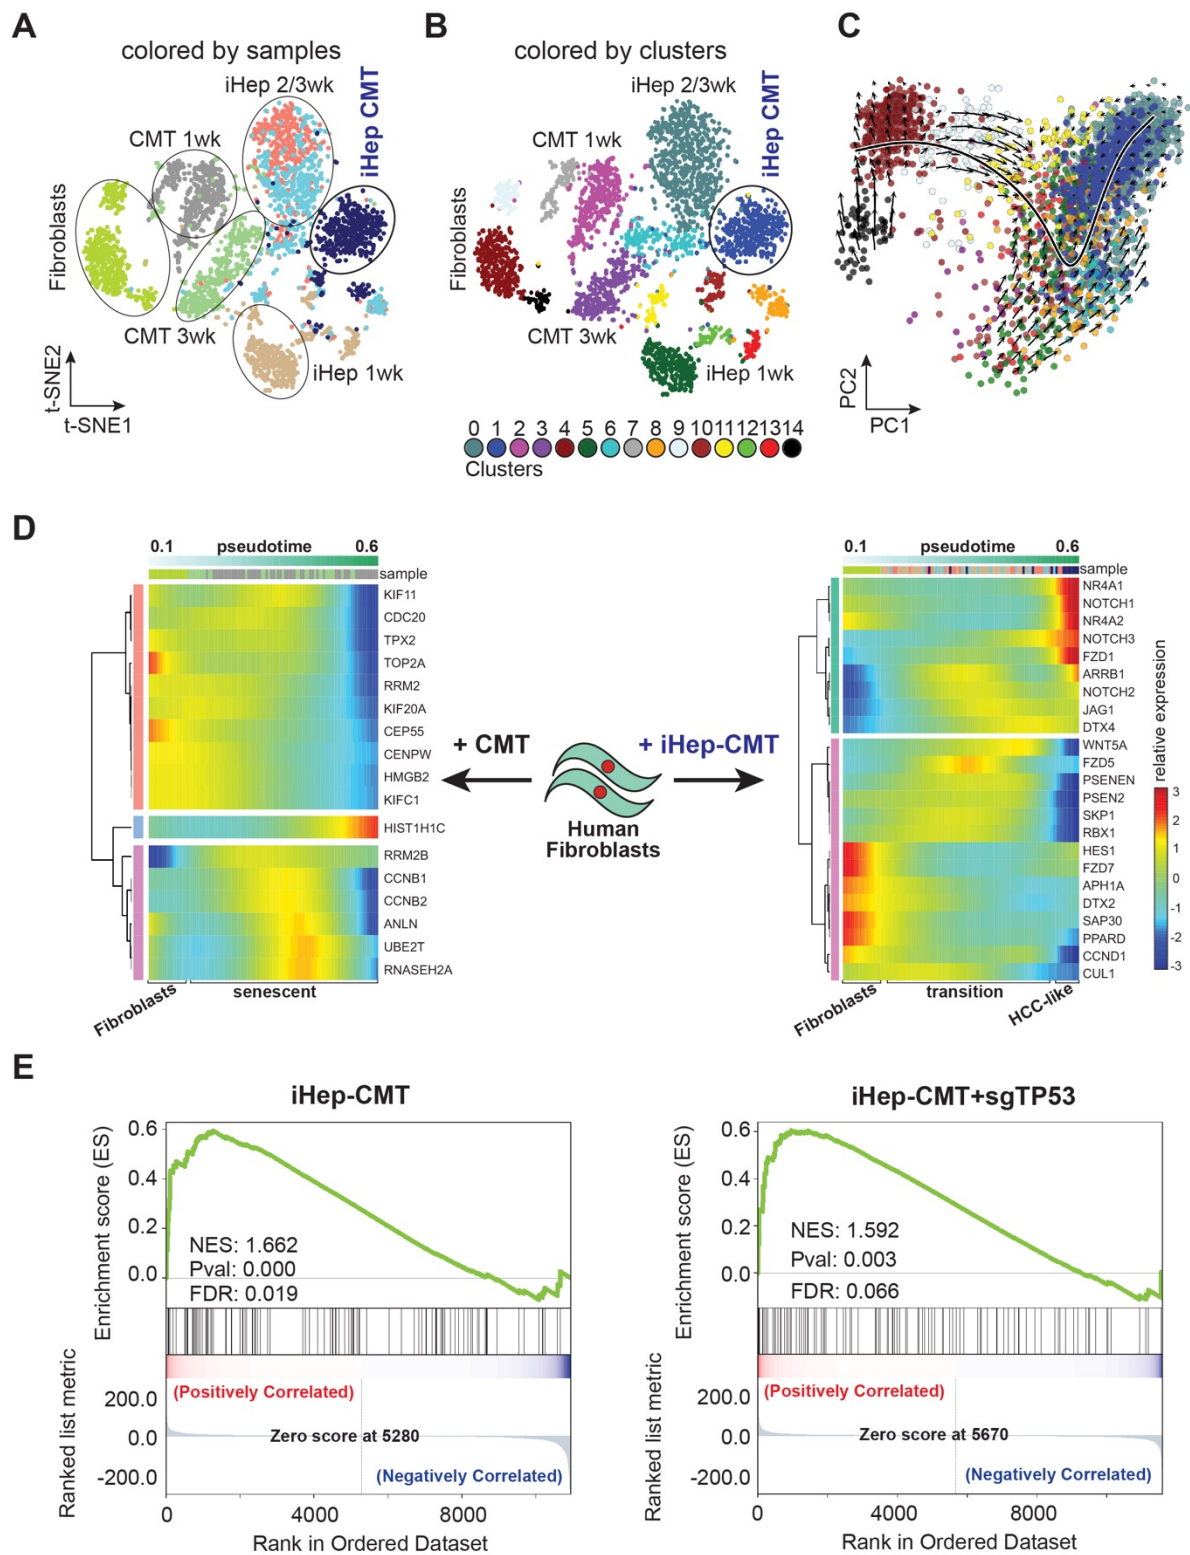 A
colored by samples
iHep 2/3wk
iHep CMT
CMT 1wk
Fibroblasts
CMT 3wk
iHep 1wk
t-SNE2
t-SNE1
B
colored by clusters
iHep 2/3wk
iHep CMT
CMT 1wk
Fibroblasts
CMT 3wk
iHep 1wk
0 1 2 3 4 5 6 7 8 9 10 11 12 13 14
Clusters
C
PC2
PC1
D
0.1 pseudotime 0.6
sample
KIF11
CDC20
TPX2
TOP2A
RRM2
KIF20A
CEP55
CENPW
HMGB2
KIFC1
HIST1H1C
RRM2B
CCNB1
CCNB2
ANLN
UBE2T
RNASEH2A
Fibroblasts
senescent
+ CMT
+ iHep-CMT
Human
Fibroblasts
0.1 pseudotime 0.6
sample
NR4A1
NOTCH1
NR4A2
NOTCH3
FZD1
ARRB1
NOTCH2
JAG1
DTX4
WNT5A
FZD5
PSENEN
PSEN2
SKP1
RBX1
HES1
FZD7
APH1A
DTX2
SAP30
PPARD
CCND1
CUL1
Fibroblasts
transition
HCC-like
relative expression
3
2
1
0
-1
-2
-3
E
iHep-CMT
Enrichment score (ES)
0.6
0.4
0.2
0.0
NES: 1.662
Pval: 0.000
FDR: 0.019
Ranked list metric
(Positively Correlated)
200.0
0.0
-200.0
Zero score at 5280
(Negatively Correlated)
0 4000 8000
Rank in Ordered Dataset
iHep-CMT+sgTP53
Enrichment score (ES)
0.6
0.4
0.2
0.0
NES: 1.592
Pval: 0.003
FDR: 0.066
Ranked list metric
(Positively Correlated)
200.0
0.0
-200.0
Zero score at 5670
(Negatively Correlated)
0 4000 8000
Rank in Ordered Dataset